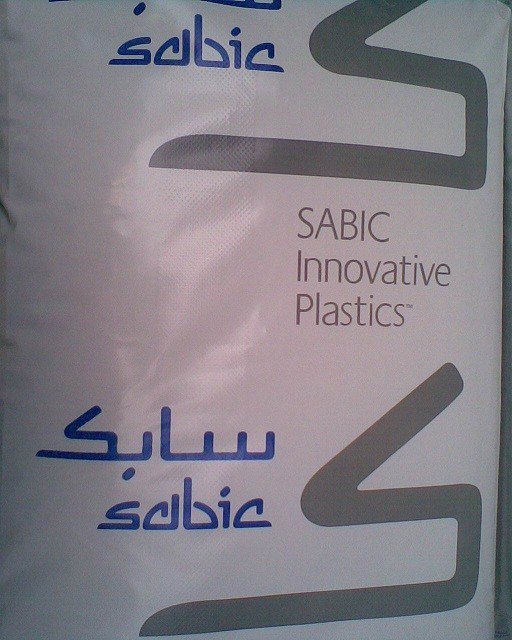 sabic
SABIC
Innovative
Plastics™
سابك
sabic